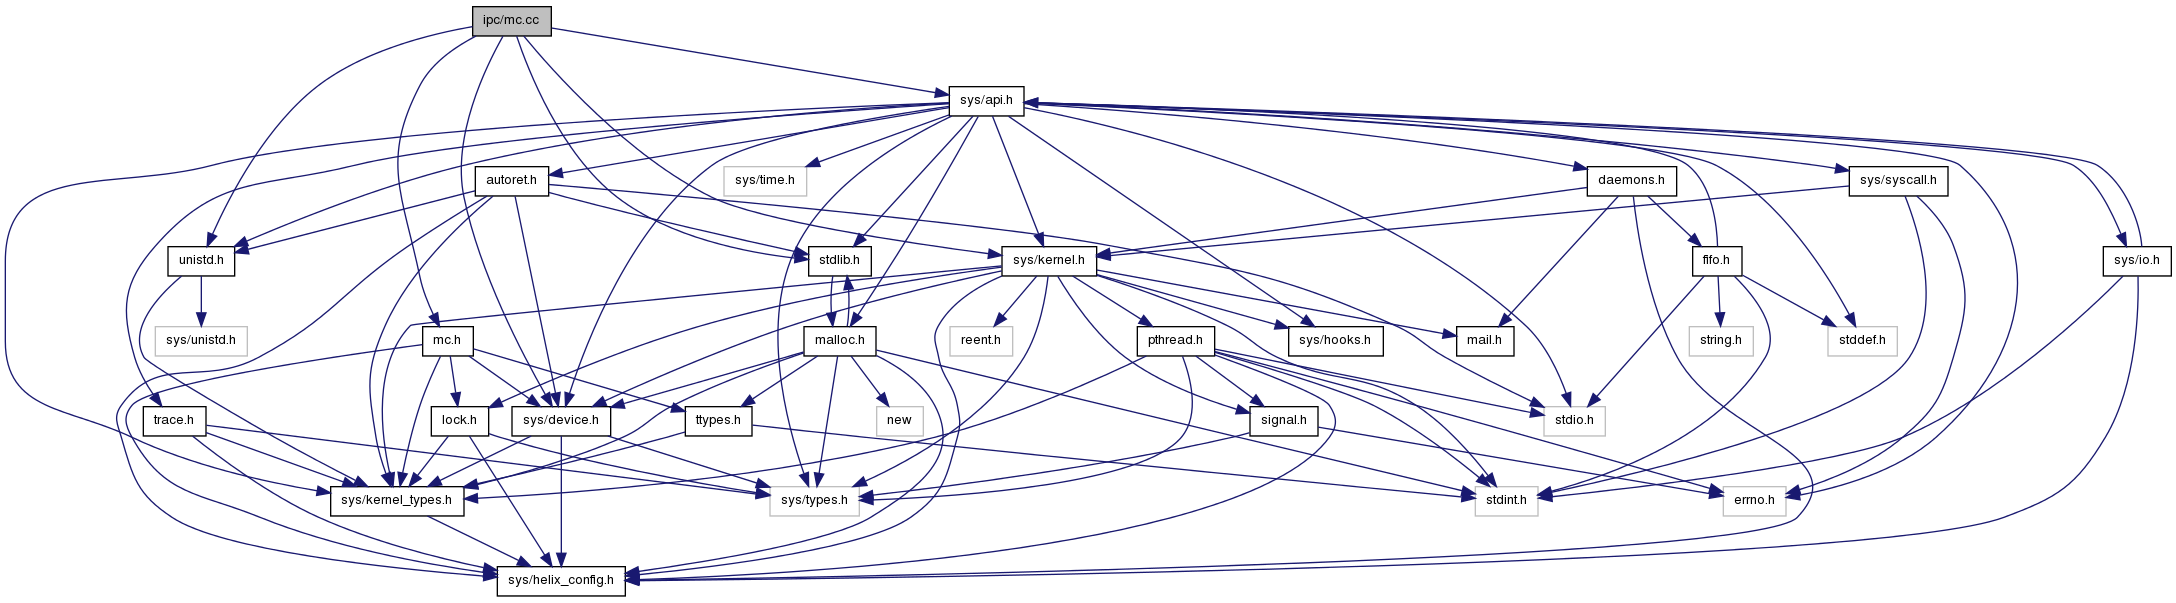 ipc/mc.cc
sys/api.h
sys/time.h
autoret.h
daemons.h
sys/syscall.h
unistd.h
stdlib.h
sys/kernel.h
fifo.h
sys/io.h
sys/unistd.h
mc.h
malloc.h
reent.h
pthread.h
sys/hooks.h
mail.h
string.h
stddef.h
trace.h
lock.h
sys/device.h
ttypes.h
new
signal.h
stdio.h
sys/kernel_types.h
sys/types.h
stdint.h
errno.h
sys/helix_config.h